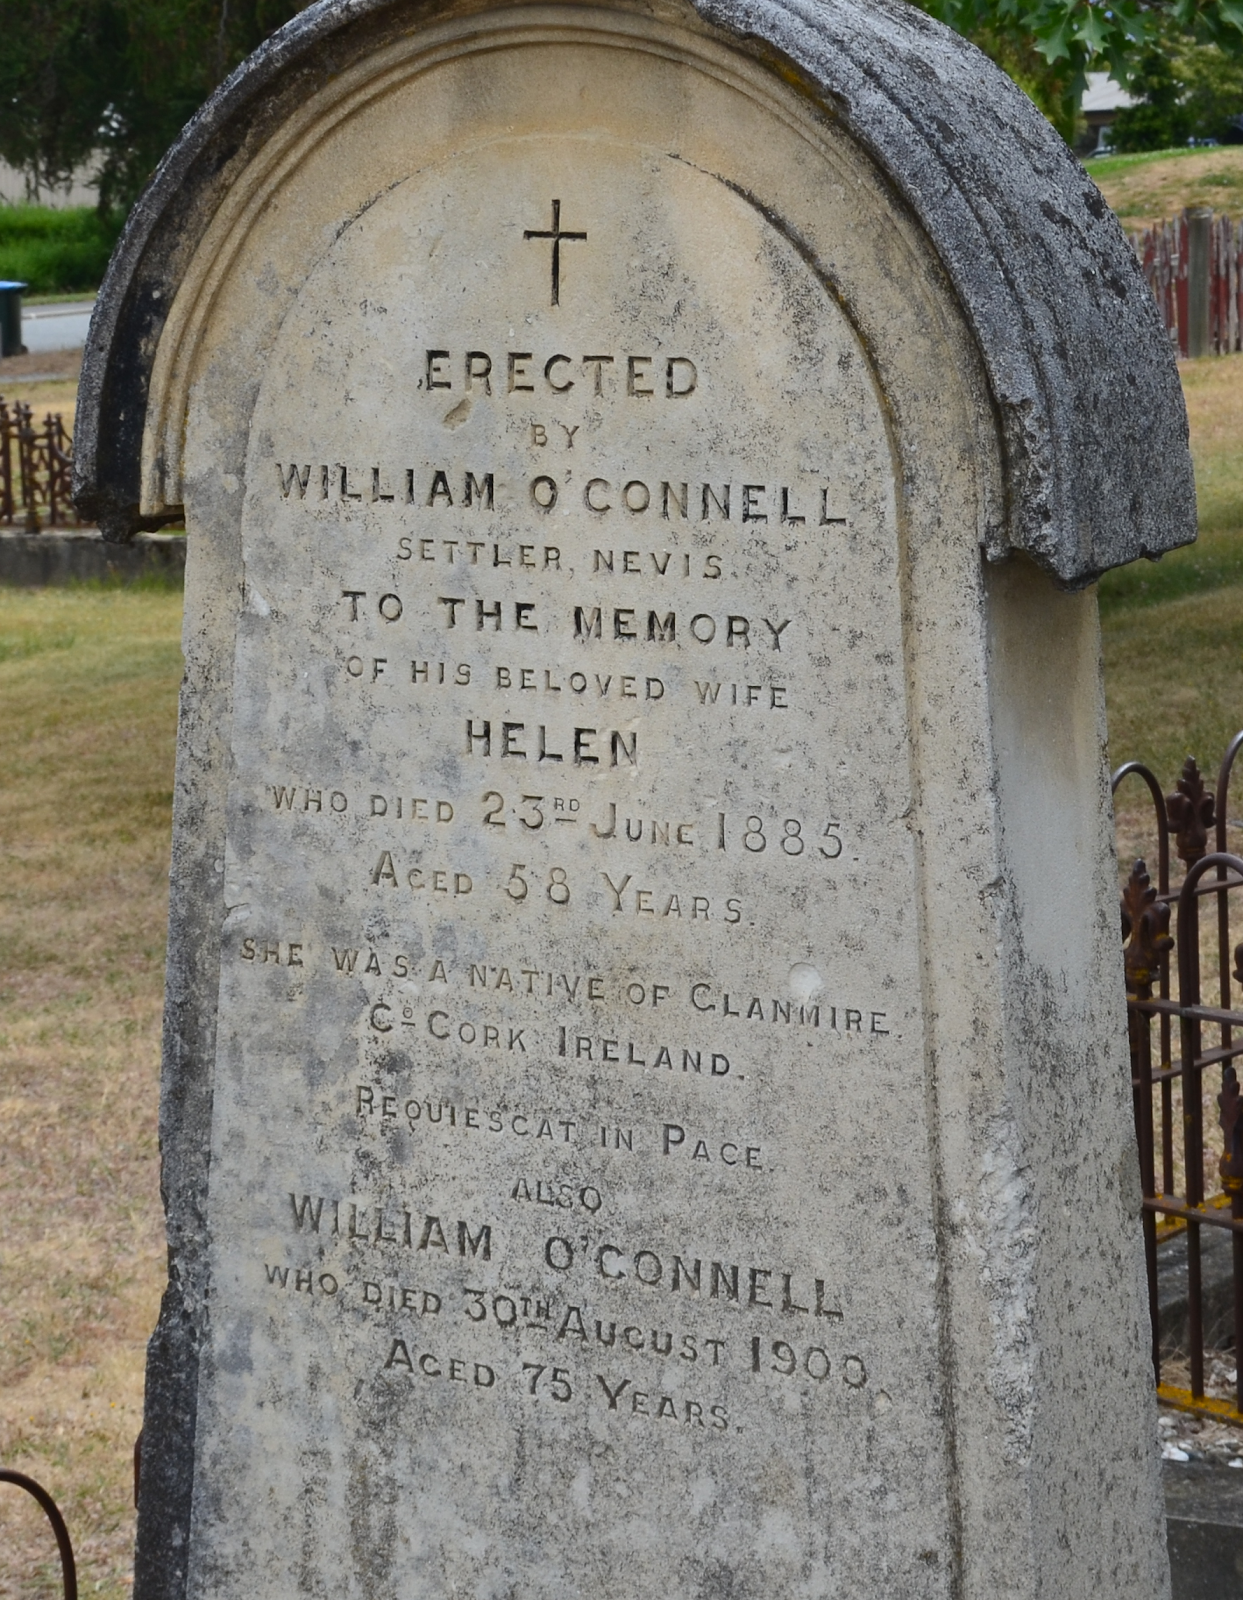 ERECTED
BY
WILLIAM O'CONNELL
SETTLER, NEVIS.
TO THE MEMORY
OF HIS BELOVED WIFE
HELEN
WHO DIED 23RD JUNE 1885.
AGED 58 YEARS.
SHE WAS A NATIVE OF GLANMIRE.
Co CORK IRELAND.
REQUIESCAT IN PACE.
ALSO
WILLIAM O'CONNELL
WHO DIED 30TH AUGUST 1900.
AGED 75 YEARS.